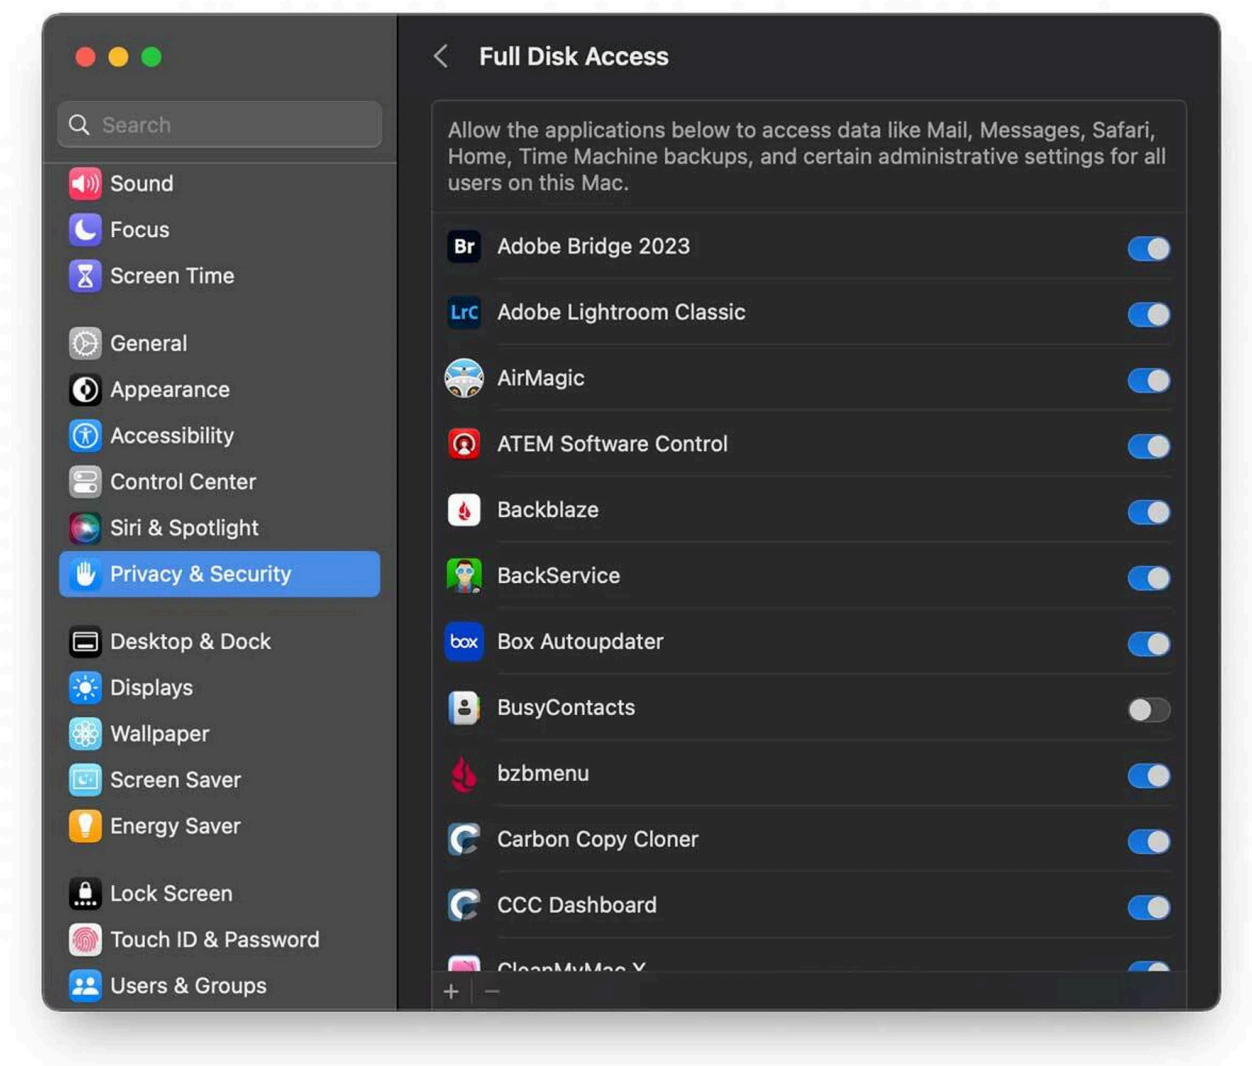 Full Disk Access
Search
Sound
Focus
Screen Time
General
Appearance
Accessibility
Control Center
Siri & Spotlight
Privacy & Security
Desktop & Dock
Displays
Wallpaper
Screen Saver
Energy Saver
Lock Screen
Touch ID & Password
Users & Groups
Allow the applications below to access data like Mail, Messages, Safari,
Home, Time Machine backups, and certain administrative settings for all
users on this Mac.
Br Adobe Bridge 2023
LrC Adobe Lightroom Classic
AirMagic
ATEM Software Control
Backblaze
BackService
box Box Autoupdater
BusyContacts
bzbmenu
Carbon Copy Cloner
CCC Dashboard
CleanMyMac X